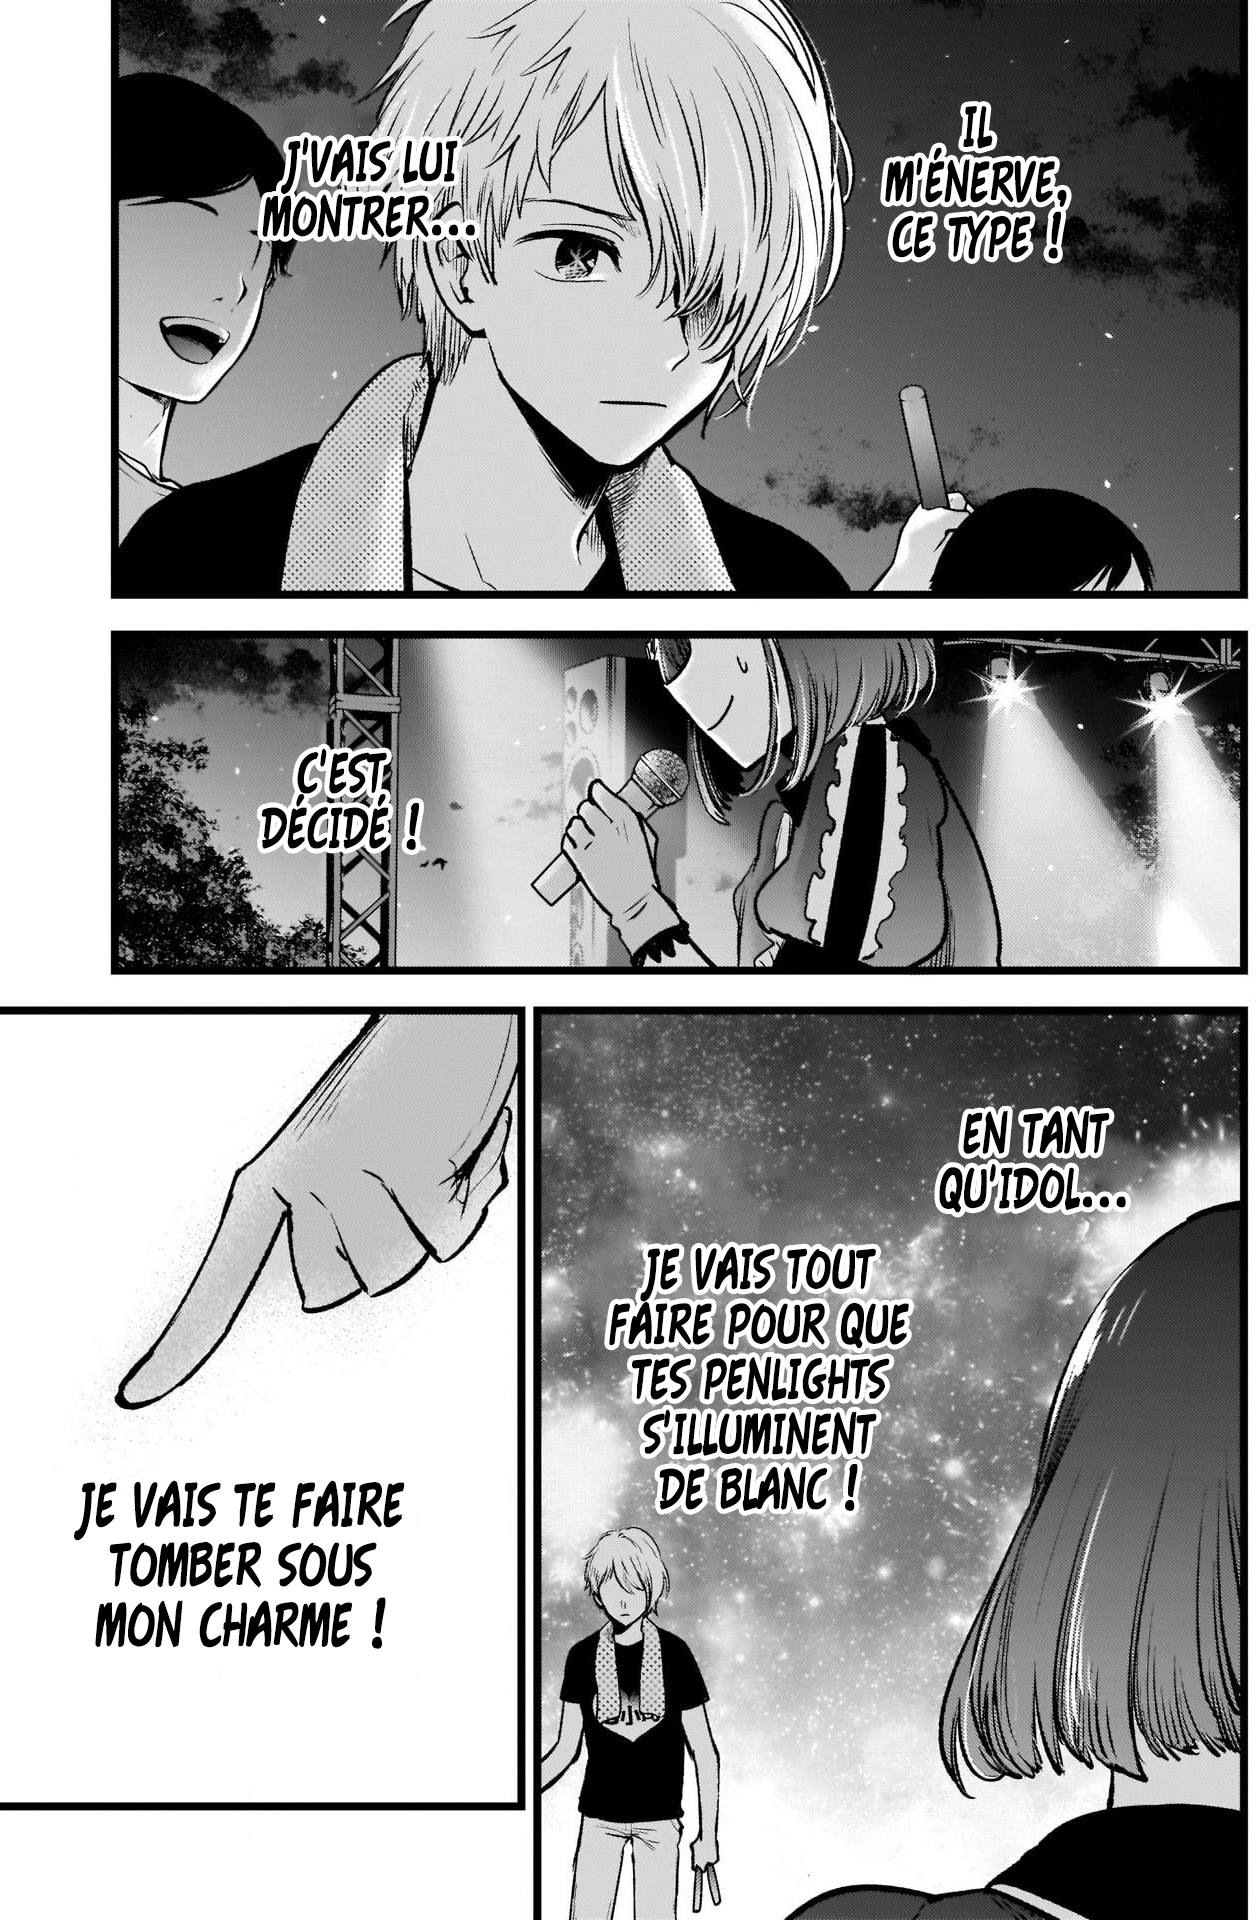 IL
M'ÉNERVE,
CE TYPE !
J'VAIS LUI
MONTRER...
C'EST
DÉCIDÉ !
EN TANT
QU'IDOL...
JE VAIS TOUT
FAIRE POUR QUE
TES PENLIGHTS
S'ILLUMINENT
DE BLANC !
JE VAIS TE FAIRE
TOMBER SOUS
MON CHARME !